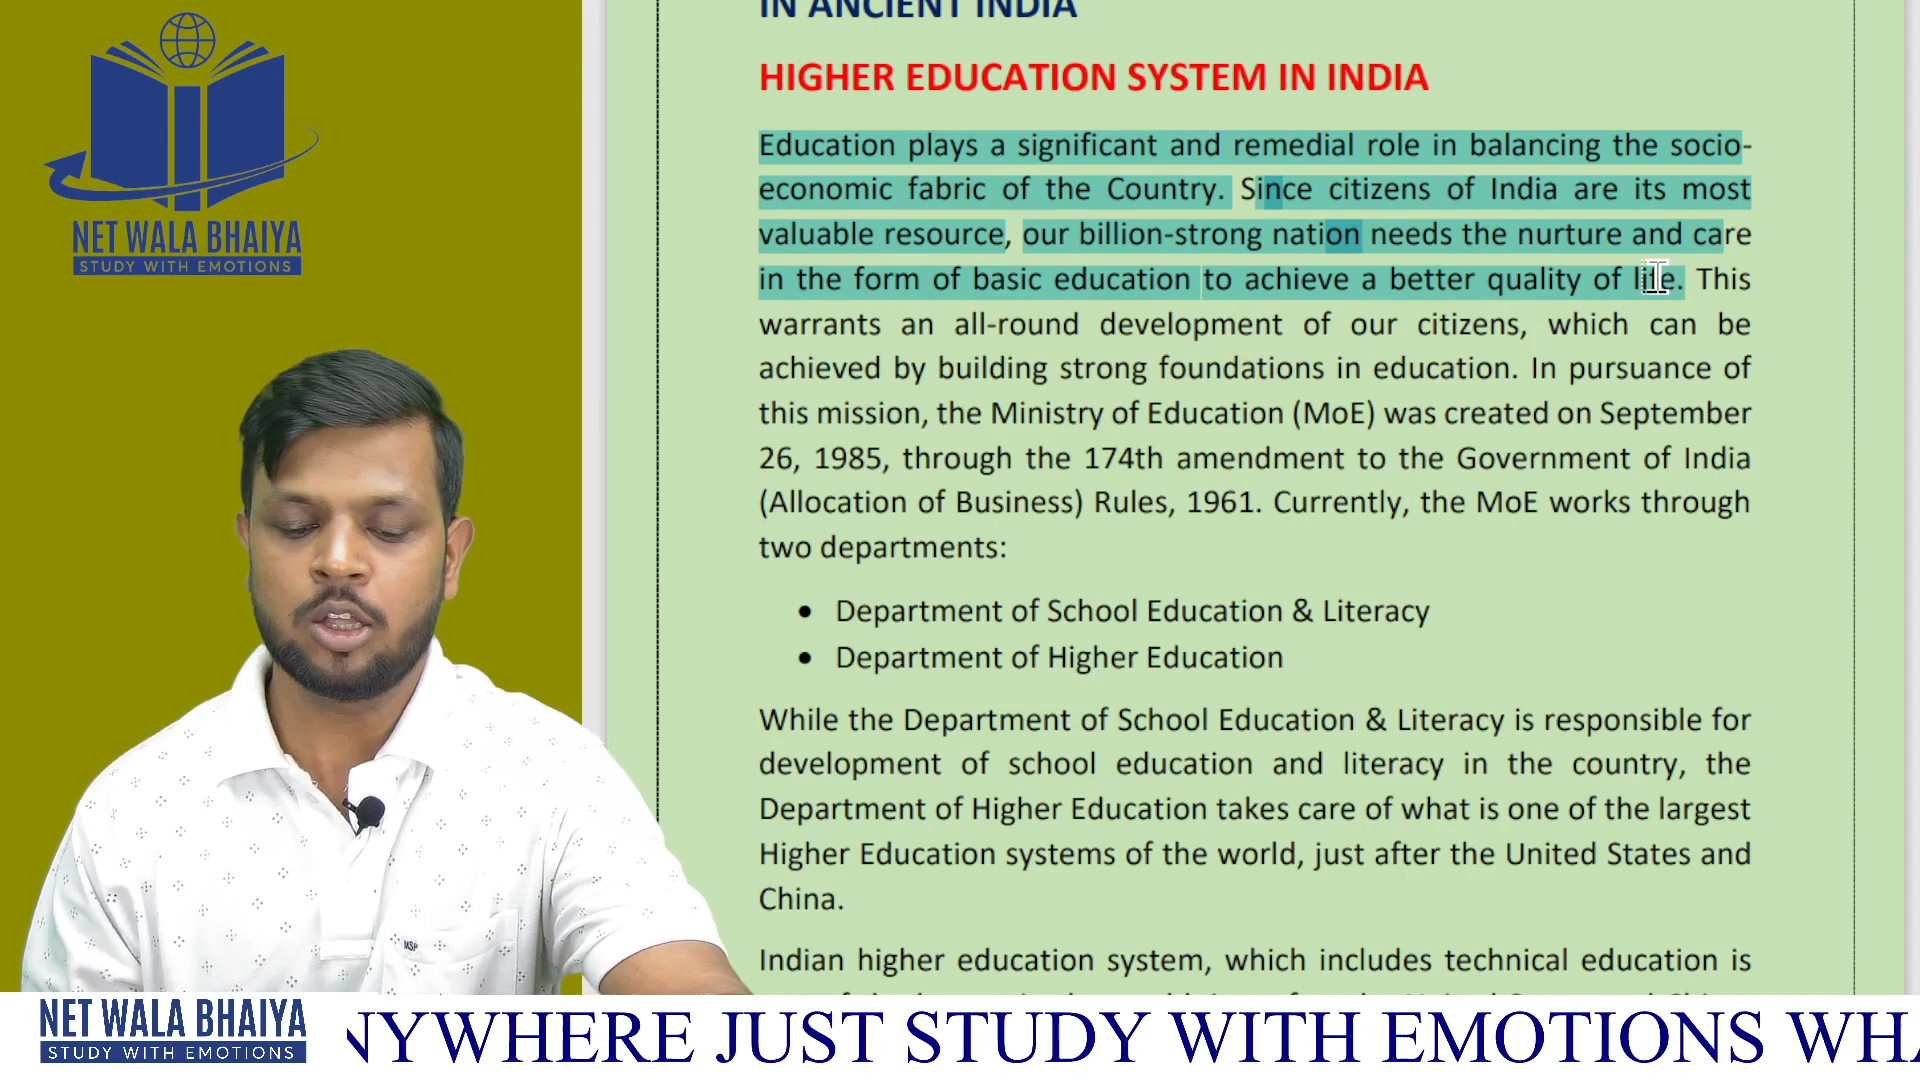 IN ANCIENT INDIA
HIGHER EDUCATION SYSTEM IN INDIA
Education plays a significant and remedial role in balancing the socio-
economic fabric of the Country. Since citizens of India are its most
valuable resource, our billion-strong nation needs the nurture and care
in the form of basic education to achieve a better quality of life. This
warrants an all-round development of our citizens, which can be
achieved by building strong foundations in education. In pursuance of
this mission, the Ministry of Education (MoE) was created on September
26, 1985, through the 174th amendment to the Government of India
(Allocation of Business) Rules, 1961. Currently, the MoE works through
two departments:
• Department of School Education & Literacy
• Department of Higher Education
While the Department of School Education & Literacy is responsible for
development of school education and literacy in the country, the
Department of Higher Education takes care of what is one of the largest
Higher Education systems of the world, just after the United States and
China.
Indian higher education system, which includes technical education is
NET WALA BHAIYA
STUDY WITH EMOTIONS
MSP
NET WALA BHAIYA
STUDY WITH EMOTIONS
NYWHERE JUST STUDY WITH EMOTIONS WHA